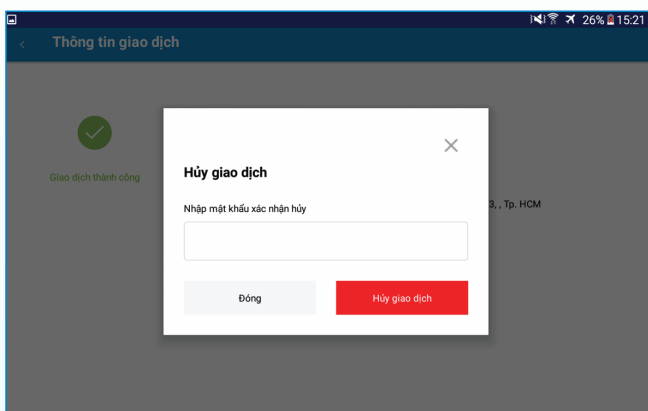 26% 15:21
Thông tin giao dịch
Giao dịch thành công
Hủy giao dịch
Nhập mật khẩu xác nhận hủy
3, , Tp. HCM
Đóng
Hủy giao dịch